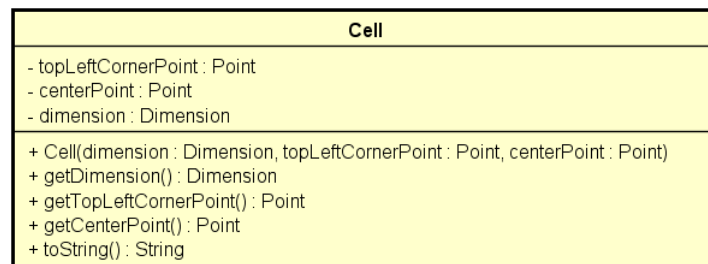 Cell
- topLeftCornerPoint : Point
- centerPoint : Point
- dimension : Dimension
+ Cell(dimension : Dimension, topLeftCornerPoint : Point, centerPoint : Point)
+ getDimension() : Dimension
+ getTopLeftCornerPoint() : Point
+ getCenterPoint() : Point
+ toString() : String